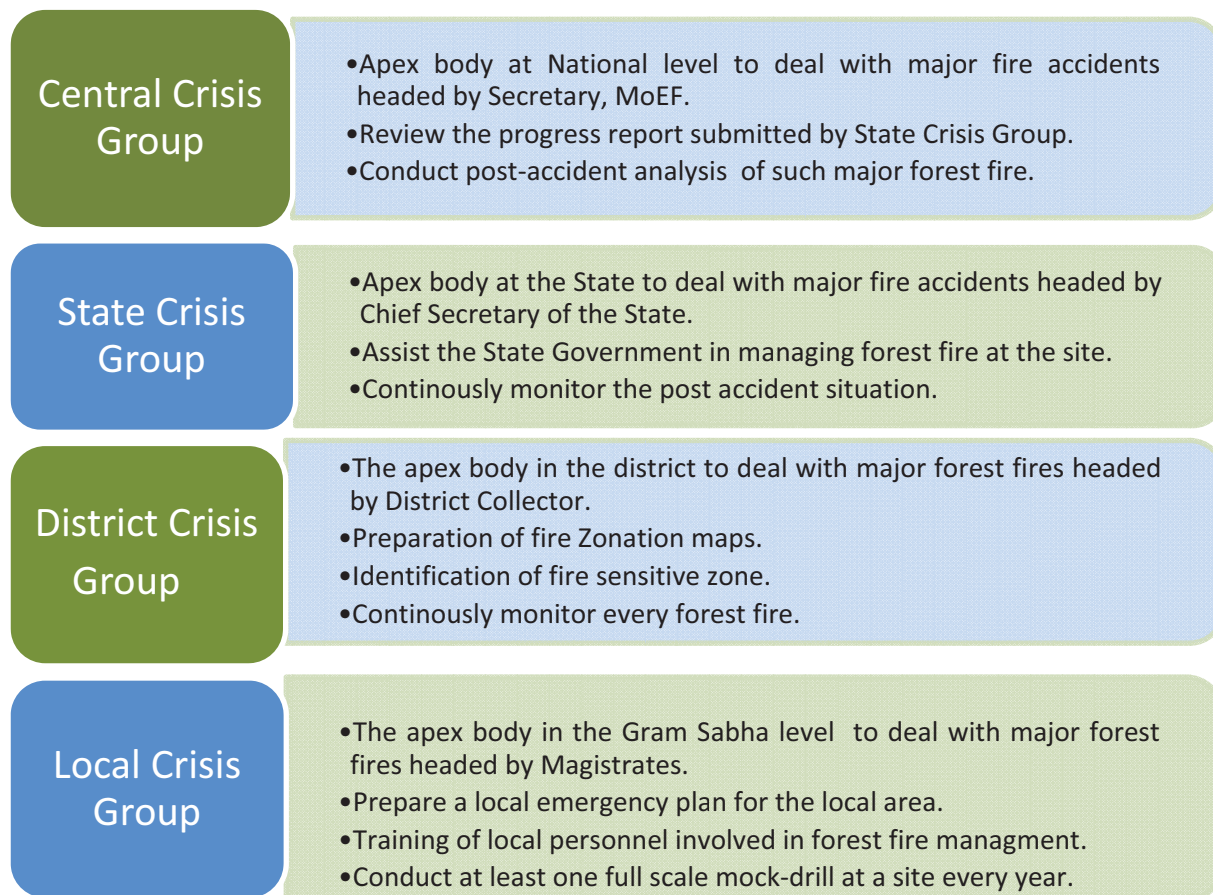 Central Crisis
Group
•Apex body at National level to deal with major fire accidents
headed by Secretary, MoEF.
•Review the progress report submitted by State Crisis Group.
•Conduct post-accident analysis of such major forest fire.
State Crisis
Group
•Apex body at the State to deal with major fire accidents headed by
Chief Secretary of the State.
•Assist the State Government in managing forest fire at the site.
•Continously monitor the post accident situation.
District Crisis
Group
•The apex body in the district to deal with major forest fires headed
by District Collector.
•Preparation of fire Zonation maps.
•Identification of fire sensitive zone.
•Continously monitor every forest fire.
Local Crisis
Group
•The apex body in the Gram Sabha level to deal with major forest
fires headed by Magistrates.
•Prepare a local emergency plan for the local area.
•Training of local personnel involved in forest fire managment.
•Conduct at least one full scale mock-drill at a site every year.